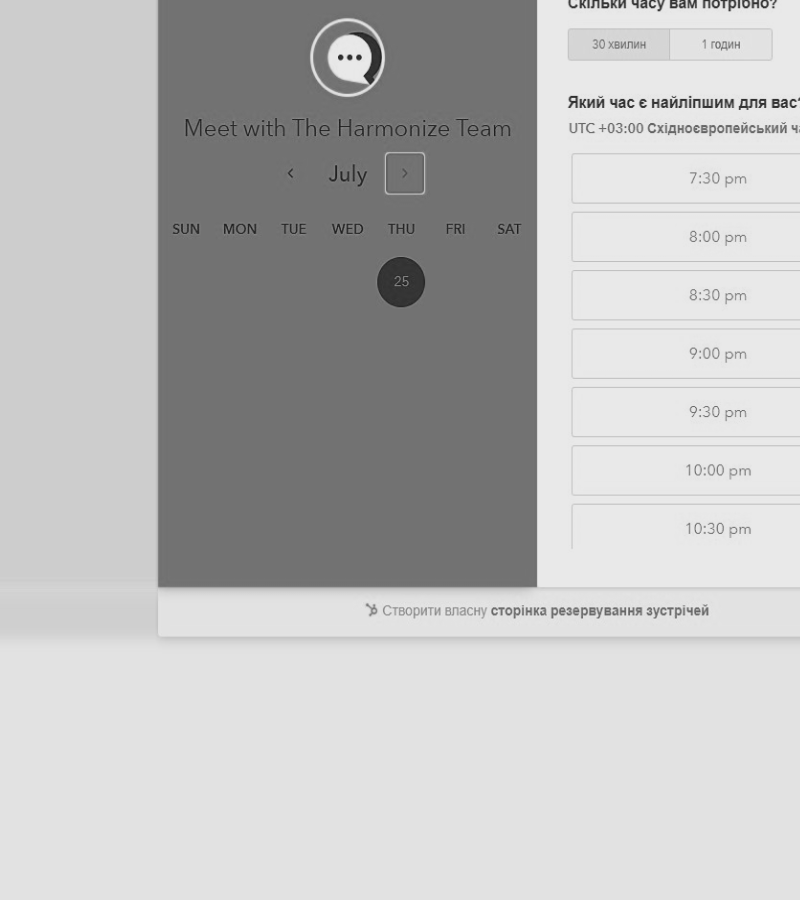 Meet with The Harmonize Team
July
SUN MON TUE WED THU FRI SAT
25
Скільки часу вам потрібно?
30 хвилин 1 годин
Який час є найліпшим для вас?
UTC +03:00 Східноєвропейський ча
7:30 pm
8:00 pm
8:30 pm
9:00 pm
9:30 pm
10:00 pm
10:30 pm
Створити власну сторінка резервування зустрічей